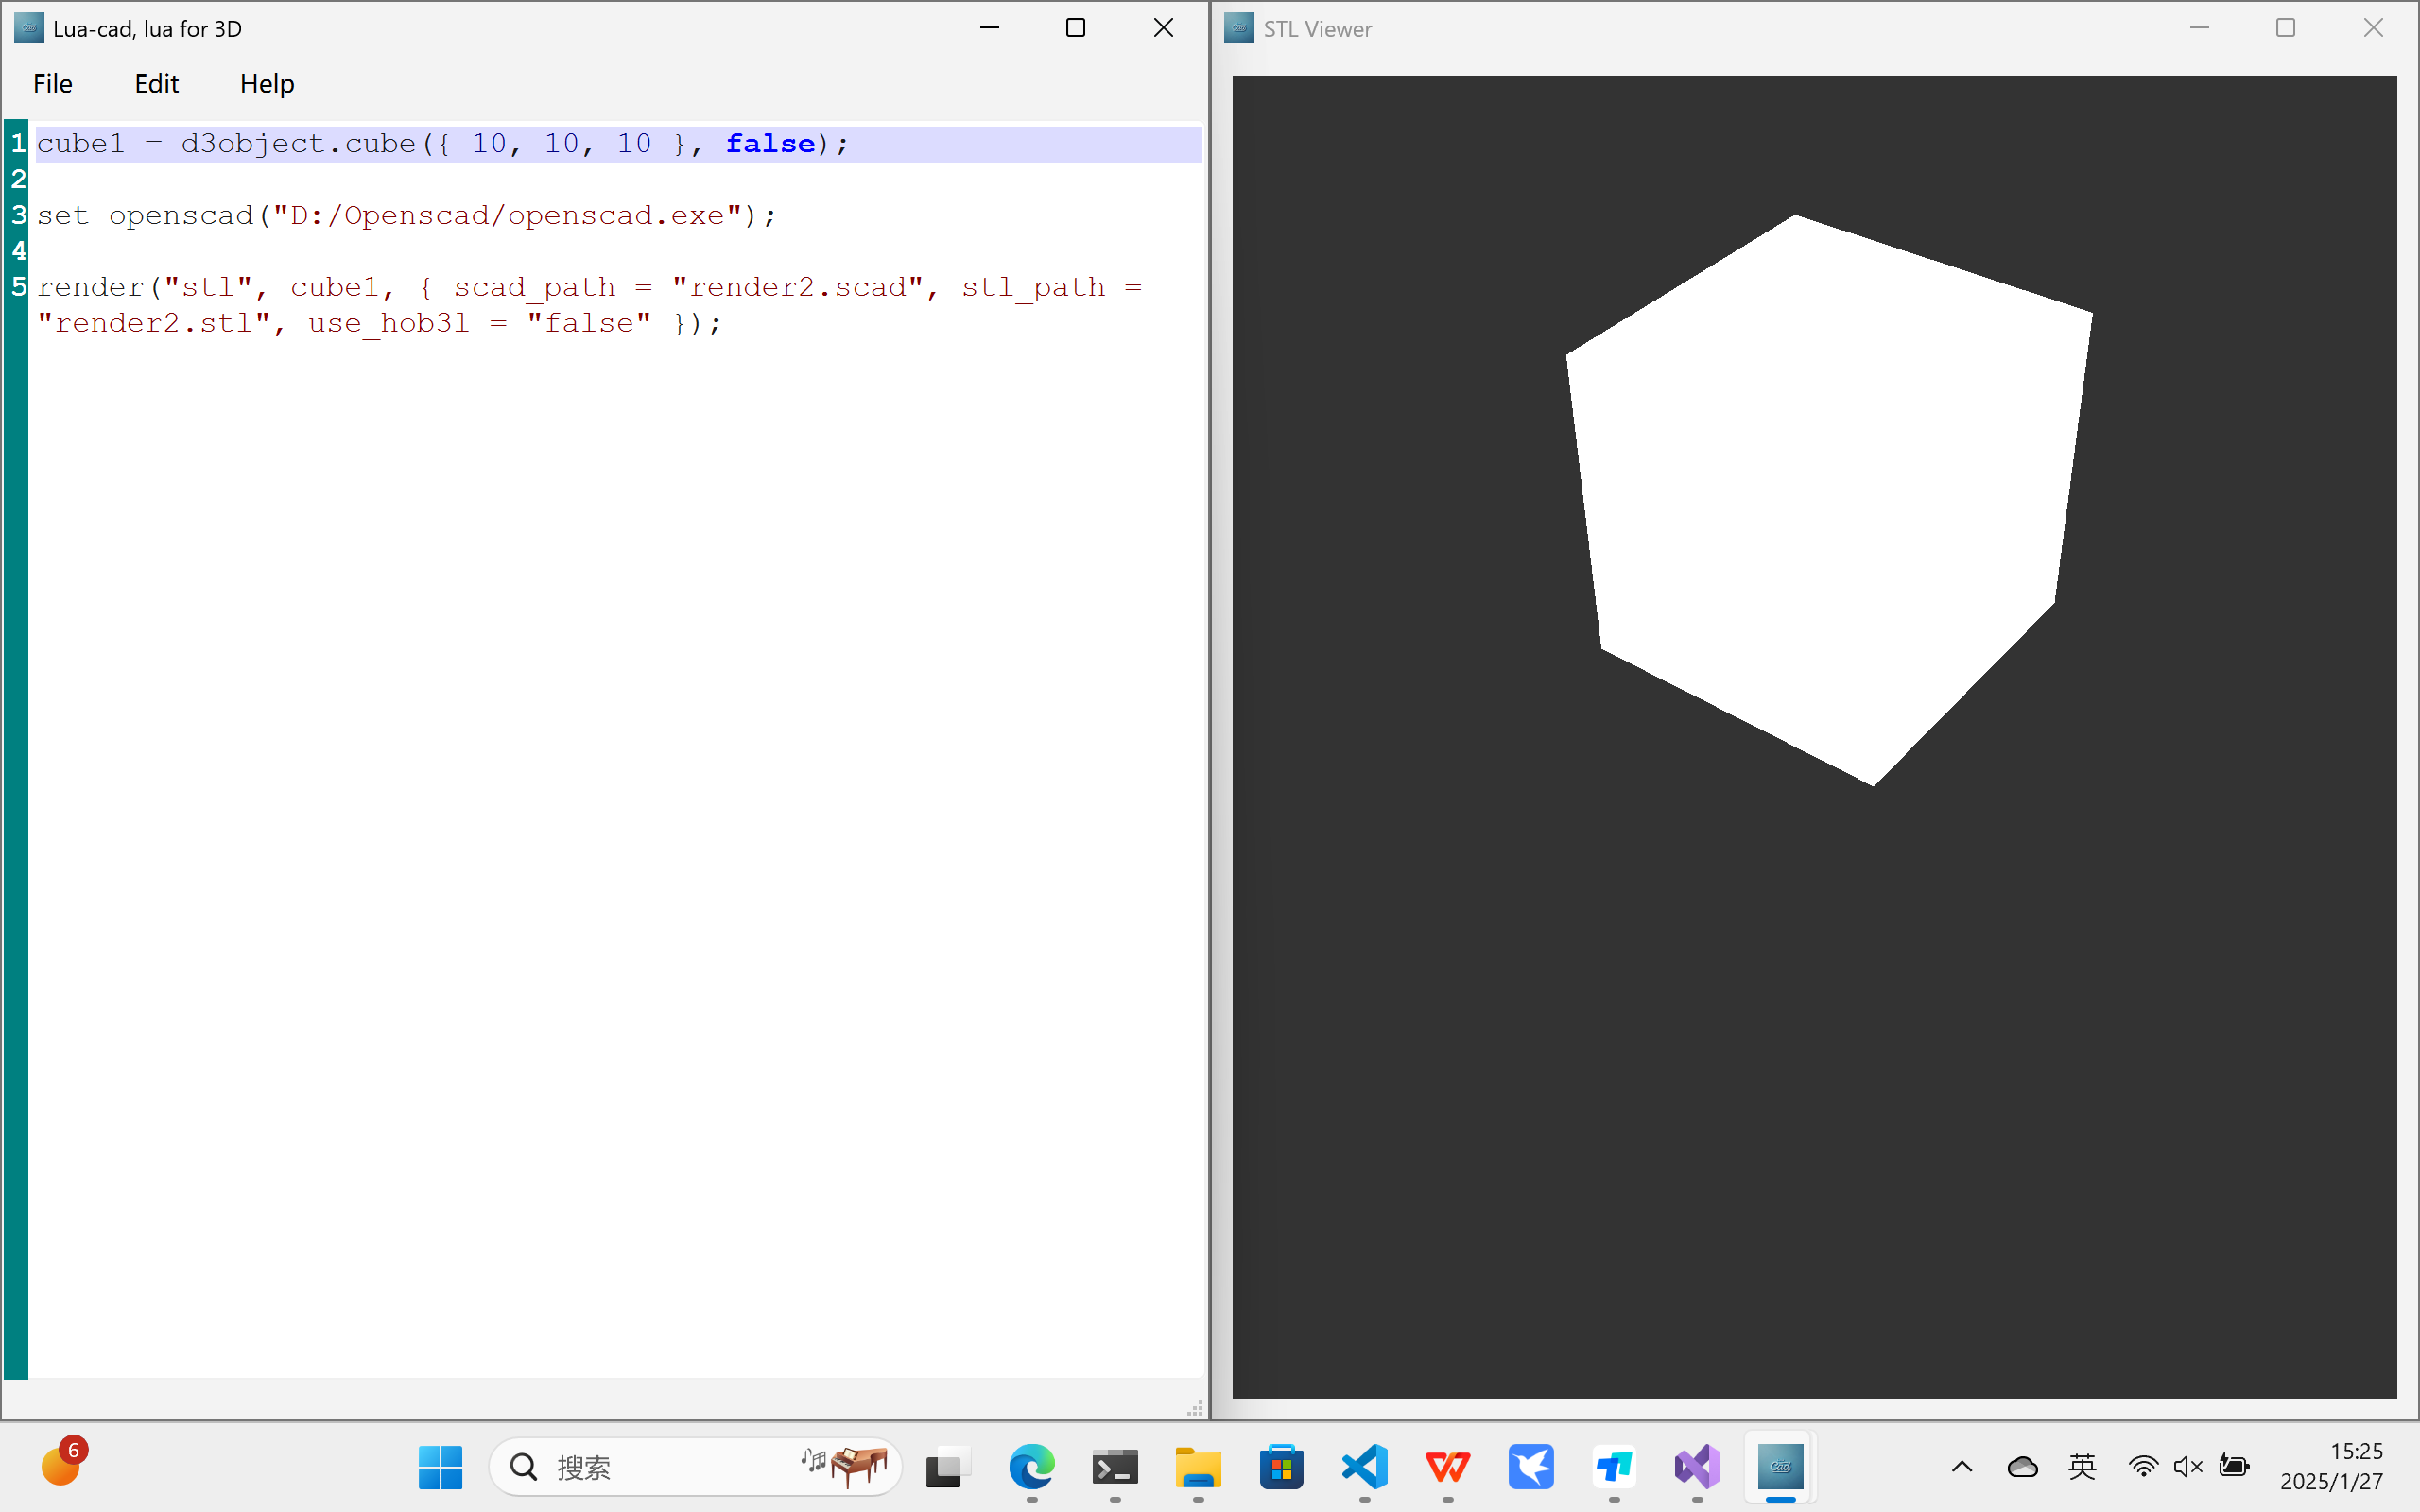 Lua-cad, lua for 3D
File Edit Help
1 cube1 = d3object.cube({ 10, 10, 10 }, false);
2
3 set_openscad("D:/Openscad/openscad.exe");
4
5 render("stl", cube1, { scad_path = "render2.scad", stl_path =
"render2.stl", use_hob3l = "false" });
STL Viewer
6
搜索
英
15:25
2025/1/27